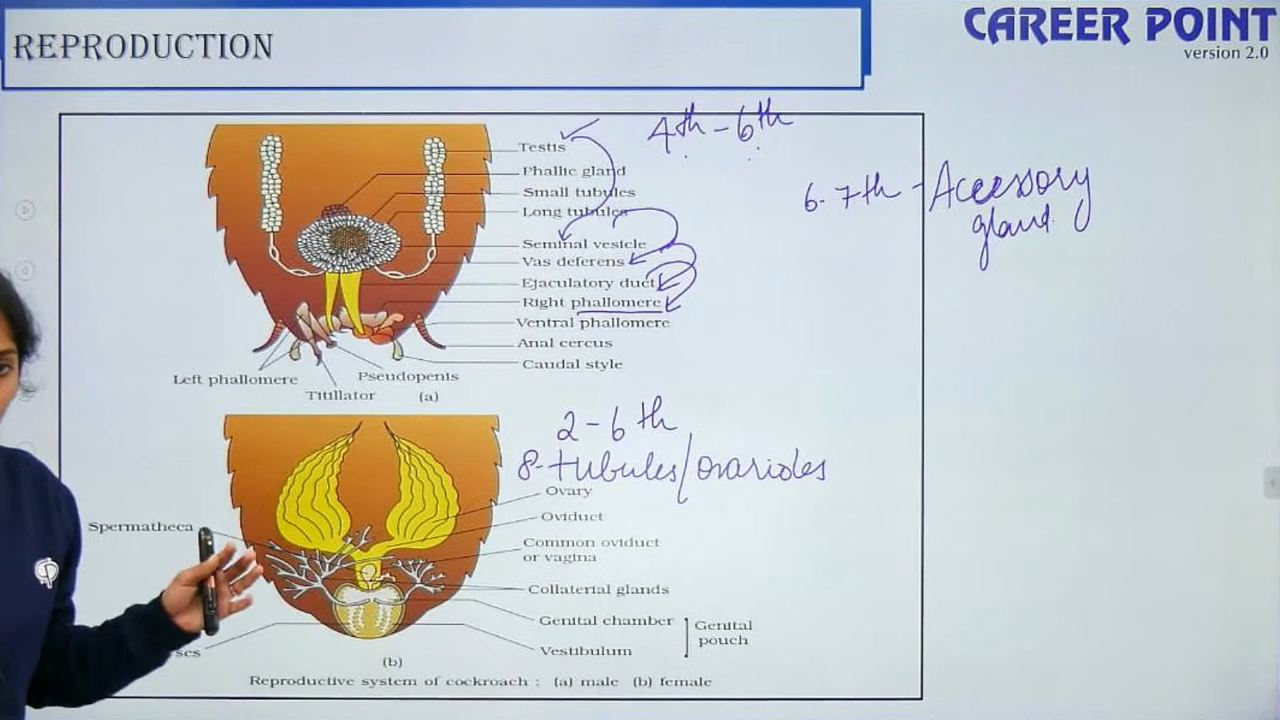 REPRODUCTION
CAREER POINT
version 2.0
4th - 6th
6-7th - Accessory
gland
Testis
Phallic gland
Small tubules
Long tubules
Seminal vesicle
Vas deferens
Ejaculatory duct
Right phallomere
Ventral phallomere
Anal cercus
Caudal style
Left phallomere
Pseudopenis
Titillator
(a)
2-6th
8-tubules/ovarioles
Ovary
Oviduct
Spermatheca
Common oviduct
or vagina
Collaterial glands
Genital chamber
Genital
pouch
Vestibulum
(b)
Reproductive system of cockroach : (a) male (b) female